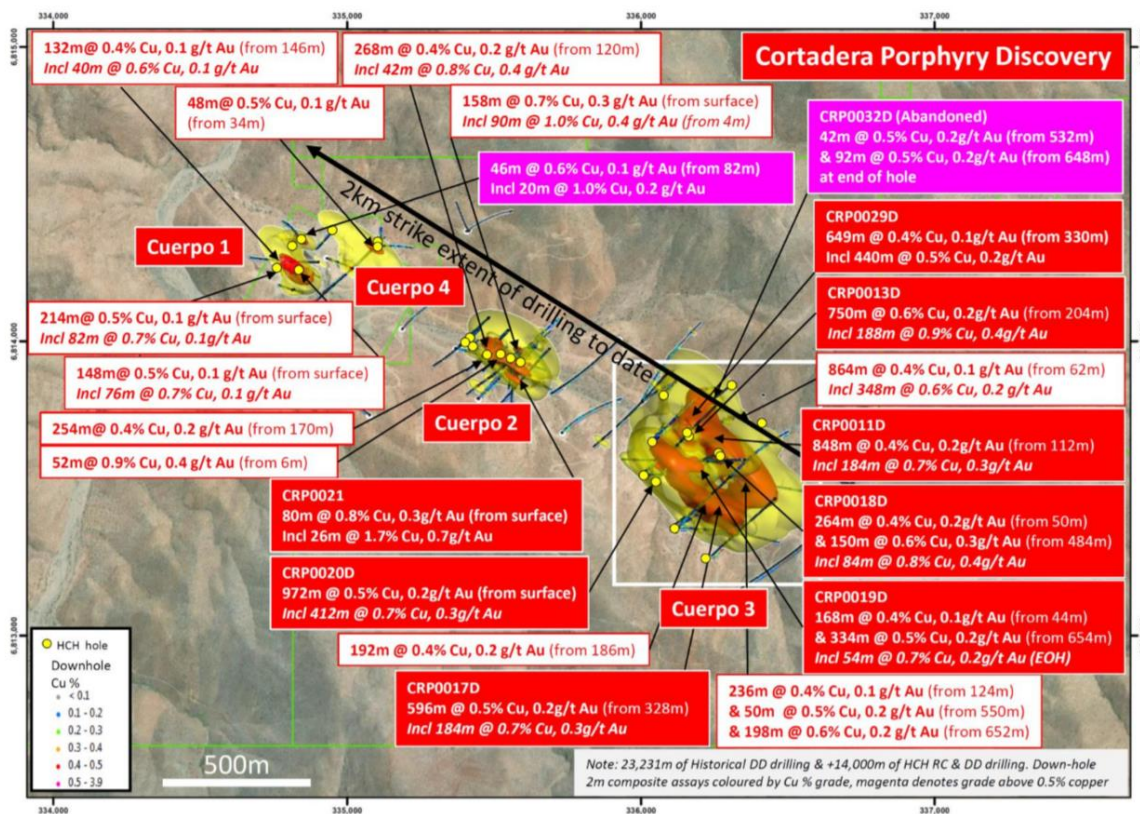 334,000
335,000
336,000
337,000
6,815,000
6,814,000
6,813,000
132m@ 0.4% Cu, 0.1 g/t Au (from 146m)
Incl 40m @ 0.6% Cu, 0.1 g/t Au
268m @ 0.4% Cu, 0.2 g/t Au (from 120m)
Incl 42m @ 0.8% Cu, 0.4 g/t Au
Cortadera Porphyry Discovery
48m@ 0.5% Cu, 0.1 g/t Au
(from 34m)
158m @ 0.7% Cu, 0.3 g/t Au (from surface)
Incl 90m @ 1.0% Cu, 0.4 g/t Au (from 4m)
CRP0032D (Abandoned)
42m @ 0.5% Cu, 0.2g/t Au (from 532m)
& 92m @ 0.5% Cu, 0.2g/t Au (from 648m)
at end of hole
46m @ 0.6% Cu, 0.1 g/t Au (from 82m)
Incl 20m @ 1.0% Cu, 0.2 g/t Au
2km strike extent of drilling to date
CRP0029D
649m @ 0.4% Cu, 0.1g/t Au (from 330m)
Incl 440m @ 0.5% Cu, 0.2g/t Au
Cuerpo 1
Cuerpo 4
CRP0013D
750m @ 0.6% Cu, 0.2g/t Au (from 204m)
Incl 188m @ 0.9% Cu, 0.4g/t Au
214m@ 0.5% Cu, 0.1 g/t Au (from surface)
Incl 82m @ 0.7% Cu, 0.1g/t Au
148m@ 0.5% Cu, 0.1 g/t Au (from surface)
Incl 76m @ 0.7% Cu, 0.1 g/t Au
864m @ 0.4% Cu, 0.1 g/t Au (from 62m)
Incl 348m @ 0.6% Cu, 0.2 g/t Au
254m@ 0.4% Cu, 0.2 g/t Au (from 170m)
Cuerpo 2
CRP0011D
848m @ 0.4% Cu, 0.2g/t Au (from 112m)
Incl 184m @ 0.7% Cu, 0.3g/t Au
52m@ 0.9% Cu, 0.4 g/t Au (from 6m)
CRP0021
80m @ 0.8% Cu, 0.3g/t Au (from surface)
Incl 26m @ 1.7% Cu, 0.7g/t Au
CRP0018D
264m @ 0.4% Cu, 0.2g/t Au (from 50m)
& 150m @ 0.6% Cu, 0.3g/t Au (from 484m)
Incl 84m @ 0.8% Cu, 0.4g/t Au
CRP0020D
972m @ 0.5% Cu, 0.2g/t Au (from surface)
Incl 412m @ 0.7% Cu, 0.3g/t Au
Cuerpo 3
CRP0019D
168m @ 0.4% Cu, 0.1g/t Au (from 44m)
& 334m @ 0.5% Cu, 0.2g/t Au (from 654m)
Incl 54m @ 0.7% Cu, 0.2g/t Au (EOH)
192m @ 0.4% Cu, 0.2 g/t Au (from 186m)
CRP0017D
596m @ 0.5% Cu, 0.2g/t Au (from 328m)
Incl 184m @ 0.7% Cu, 0.3g/t Au
236m @ 0.4% Cu, 0.1 g/t Au (from 124m)
& 50m @ 0.5% Cu, 0.2 g/t Au (from 550m)
& 198m @ 0.6% Cu, 0.2 g/t Au (from 652m)
HCH hole
Downhole
Cu %
< 0.1
0.1 - 0.2
0.2 - 0.3
0.3 - 0.4
0.4 - 0.5
0.5 - 3.9
500m
Note: 23,231m of Historical DD drilling & +14,000m of HCH RC & DD drilling. Down-hole
2m composite assays coloured by Cu % grade, magenta denotes grade above 0.5% copper
334,000
335,000
336,000
337,000